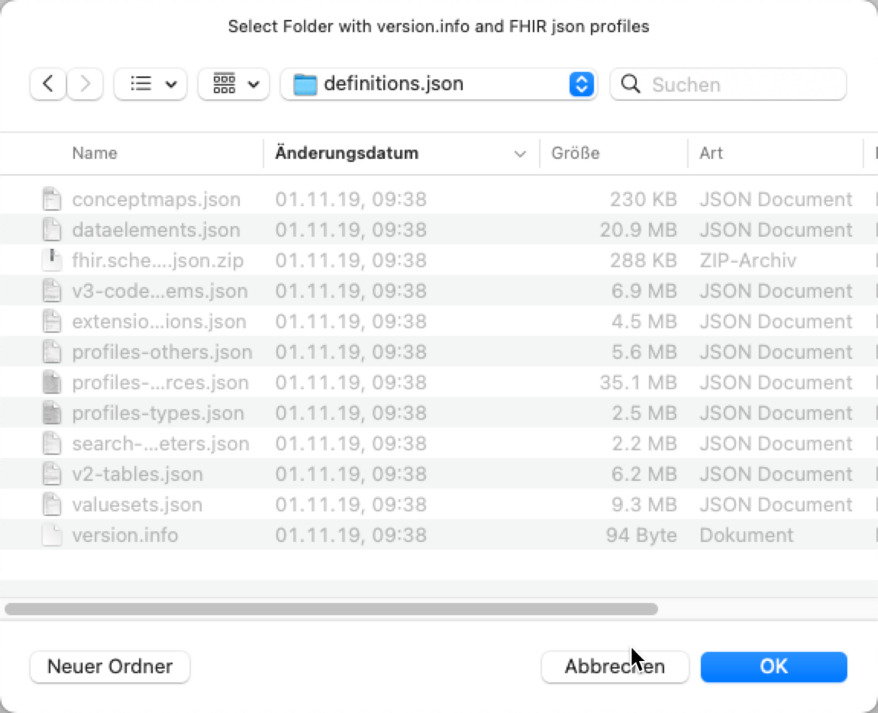 Select Folder with version.info and FHIR json profiles
definitions.json
Suchen
Name Änderungsdatum Größe Art
conceptmaps.json 01.11.19, 09:38 230 KB JSON Document
dataelements.json 01.11.19, 09:38 20.9 MB JSON Document
fhir.sche....json.zip 01.11.19, 09:38 288 KB ZIP-Archiv
v3-code...ems.json 01.11.19, 09:38 6.9 MB JSON Document
extensio...ions.json 01.11.19, 09:38 4.5 MB JSON Document
profiles-others.json 01.11.19, 09:38 5.6 MB JSON Document
profiles-...rces.json 01.11.19, 09:38 35.1 MB JSON Document
profiles-types.json 01.11.19, 09:38 2.5 MB JSON Document
search-...eters.json 01.11.19, 09:38 2.2 MB JSON Document
v2-tables.json 01.11.19, 09:38 6.2 MB JSON Document
valuesets.json 01.11.19, 09:38 9.3 MB JSON Document
version.info 01.11.19, 09:38 94 Byte Dokument
Neuer Ordner Abbrechen OK